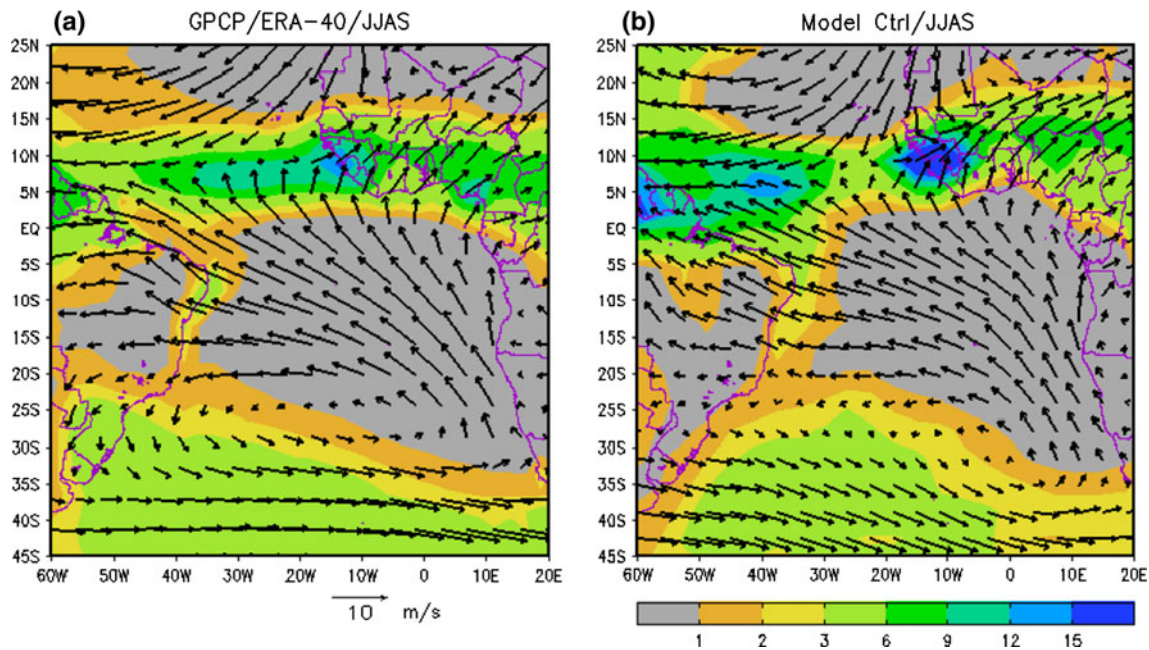 (a) GPCP/ERA-40/JJAS
25N
20N
15N
10N
5N
EQ
5S
10S
15S
20S
25S
30S
35S
40S
45S
60W 50W 40W 30W 20W 10W 0 10E 20E
10 m/s
(b) Model Ctrl/JJAS
25N
20N
15N
10N
5N
EQ
5S
10S
15S
20S
25S
30S
35S
40S
45S
60W 50W 40W 30W 20W 10W 0 10E 20E
1 2 3 6 9 12 15